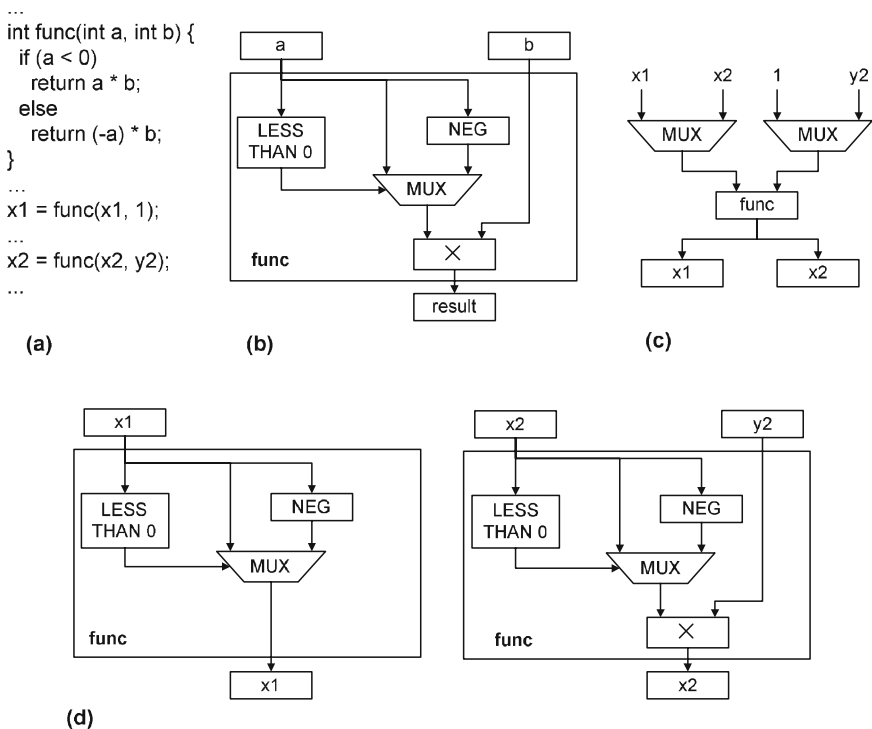 ...
int func(int a, int b) {
if (a < 0)
return a * b;
else
return (-a) * b;
}
...
x1 = func(x1, 1);
...
x2 = func(x2, y2);
...
(a)
a
b
LESS
THAN 0
NEG
MUX
×
func
result
(b)
x1
x2
1
y2
MUX
MUX
func
x1
x2
(c)
x1
LESS
THAN 0
NEG
MUX
func
x1
x2
y2
LESS
THAN 0
NEG
MUX
×
func
x2
(d)